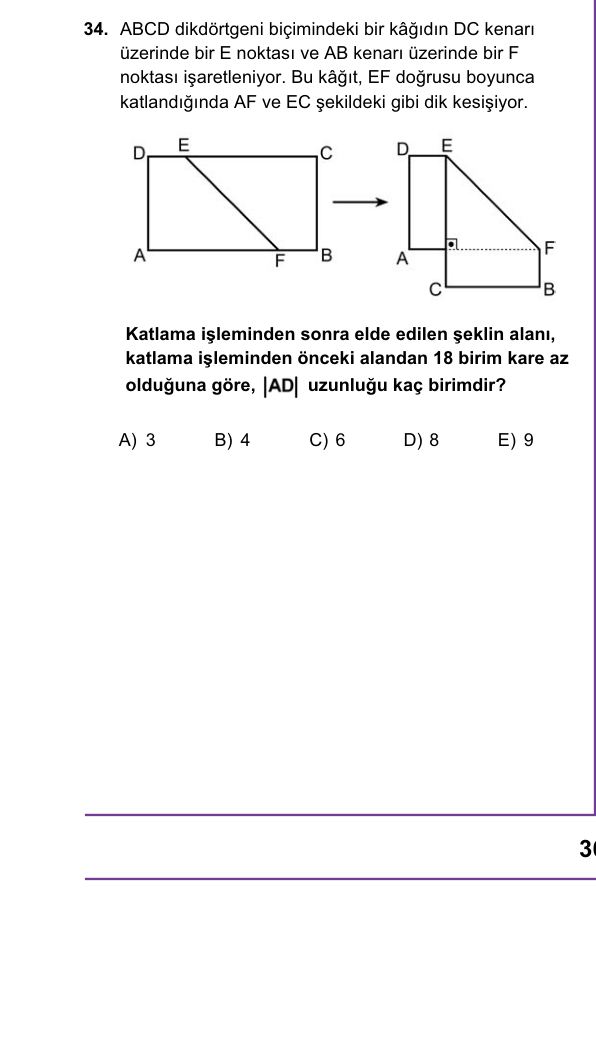 34. ABCD dikdörtgeni biçimindeki bir kâğıdın DC kenarı
üzerinde bir E noktası ve AB kenarı üzerinde bir F
noktası işaretleniyor. Bu kâğıt, EF doğrusu boyunca
katlandığında AF ve EC şekildeki gibi dik kesişiyor.
D E C D E
A F B A F
C B
Katlama işleminden sonra elde edilen şeklin alanı,
katlama işleminden önceki alandan 18 birim kare az
olduğuna göre, |AD| uzunluğu kaç birimdir?
A) 3 B) 4 C) 6 D) 8 E) 9